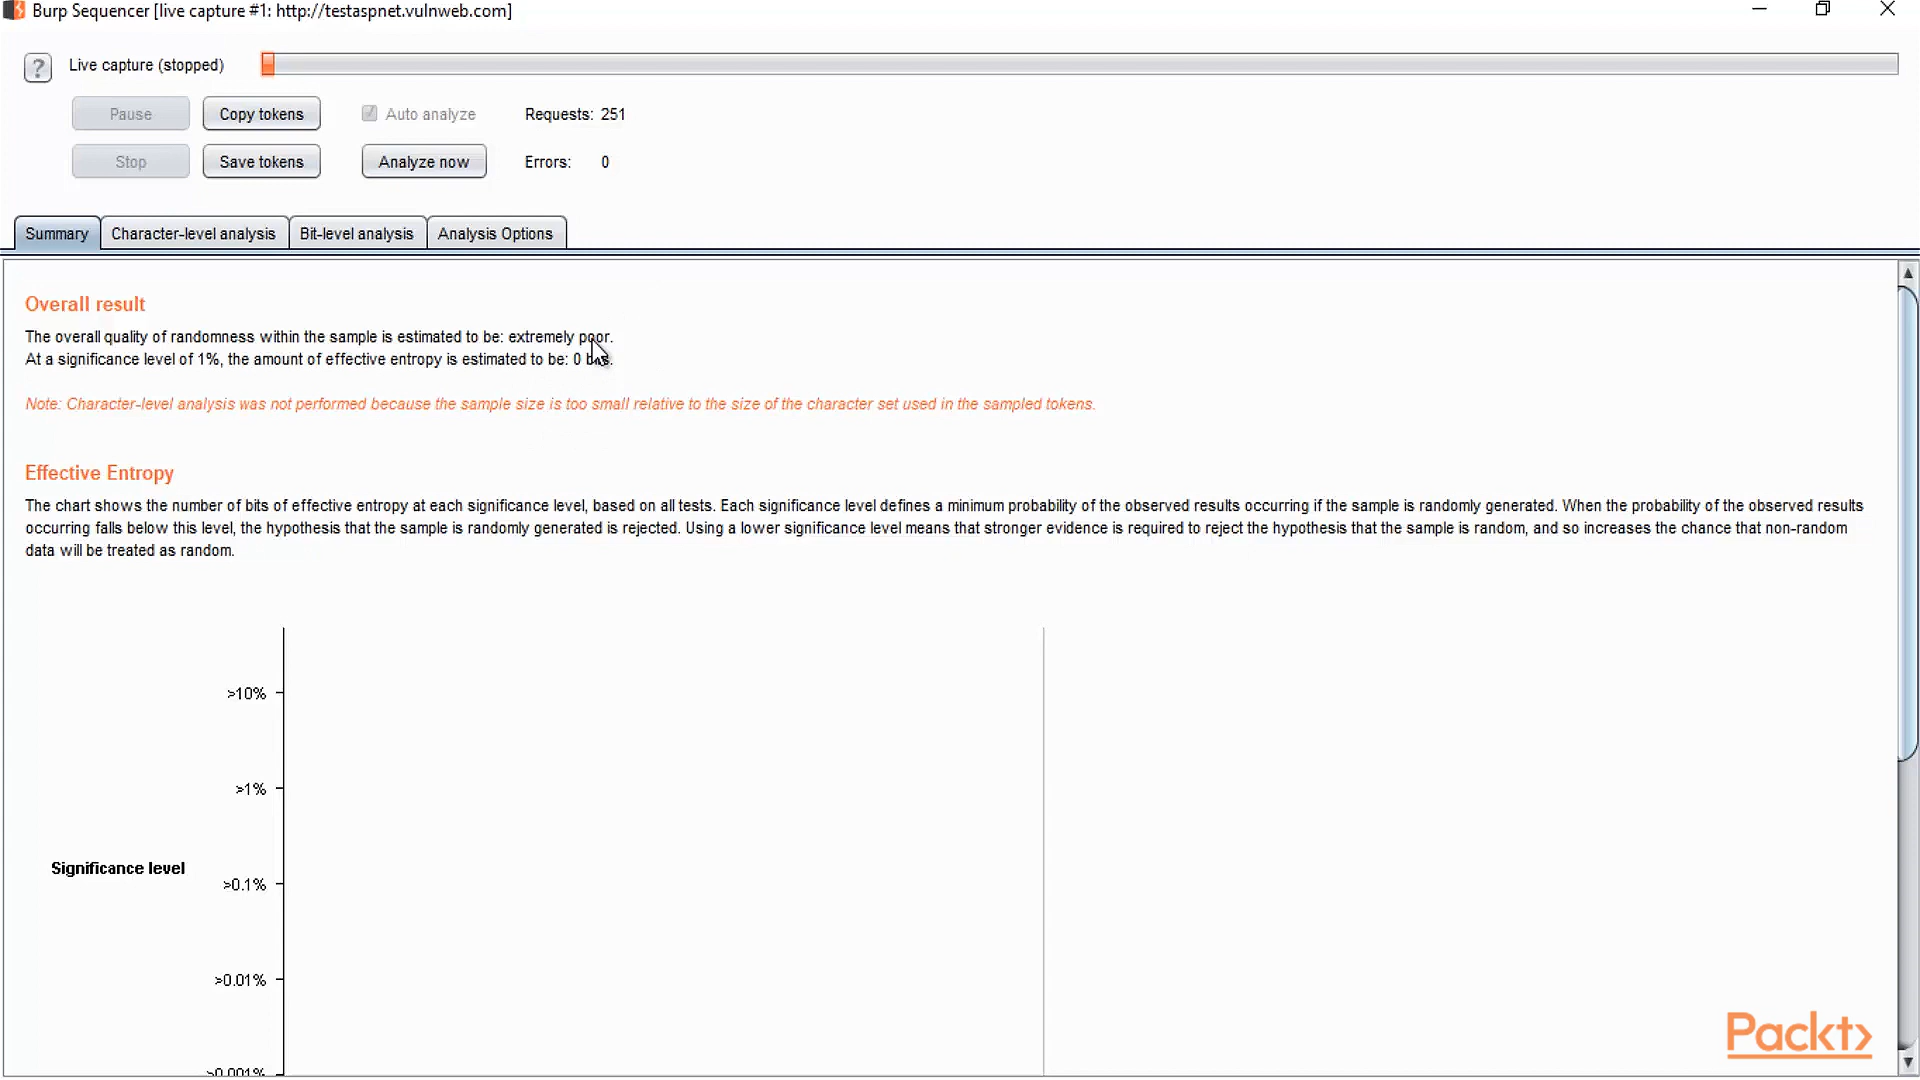 Burp Sequencer [live capture #1: http://testaspnet.vulnweb.com]
? Live capture (stopped)
Pause Copy tokens Auto analyze Requests: 251
Stop Save tokens Analyze now Errors: 0
Summary Character-level analysis Bit-level analysis Analysis Options
Overall result
The overall quality of randomness within the sample is estimated to be: extremely poor.
At a significance level of 1%, the amount of effective entropy is estimated to be: 0 bits.
Note: Character-level analysis was not performed because the sample size is too small relative to the size of the character set used in the sampled tokens.
Effective Entropy
The chart shows the number of bits of effective entropy at each significance level, based on all tests. Each significance level defines a minimum probability of the observed results occurring if the sample is randomly generated. When the probability of the observed results
occurring falls below this level, the hypothesis that the sample is randomly generated is rejected. Using a lower significance level means that stronger evidence is required to reject the hypothesis that the sample is random, and so increases the chance that non-random
data will be treated as random.
>10%
>1%
Significance level
>0.1%
>0.01%
>0.001%
Packt>